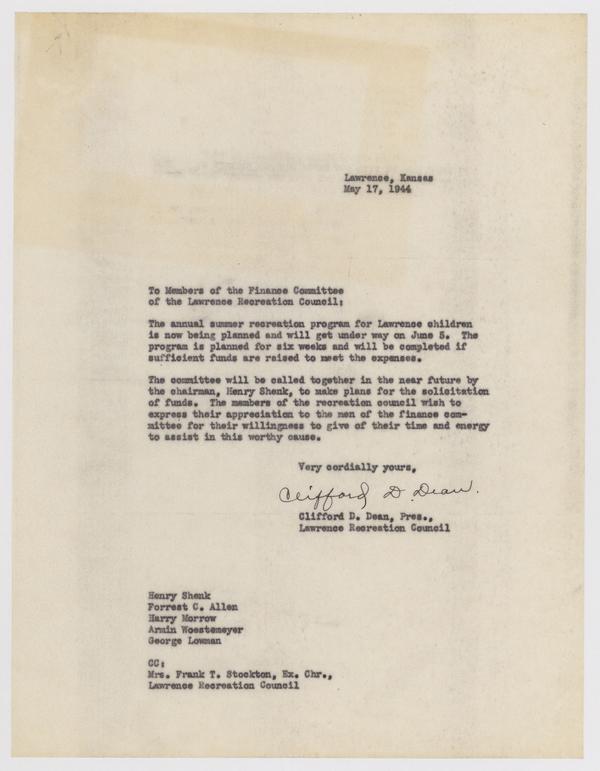 Lawrence, Kansas
May 17, 1944
To Members of the Finance Committee
of the Lawrence Recreation Council:
The annual summer recreation program for Lawrence children
is now being planned and will get under way on June 5. The
program is planned for six weeks and will be completed if
sufficient funds are raised to meet the expenses.
The committee will be called together in the near future by
the chairman, Henry Shenk, to make plans for the solicitation
of funds. The members of the recreation council wish to
express their appreciation to the men of the finance com-
mittee for their willingness to give of their time and energy
to assist in this worthy cause.
Very cordially yours,
Clifford D. Dean.
Clifford D. Dean, Pres.,
Lawrence Recreation Council
Henry Shenk
Forrest C. Allen
Harry Morrow
Armin Woestemeyer
George Lowman
CC:
Mrs. Frank T. Stockton, Ex. Chr.,
Lawrence Recreation Council